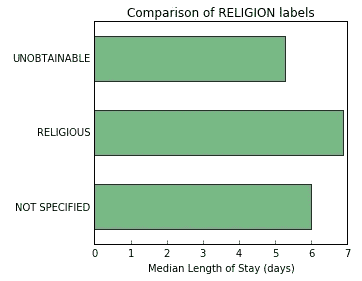 Comparison of RELIGION labels
UNOBTAINABLE
RELIGIOUS
NOT SPECIFIED
0 1 2 3 4 5 6 7
Median Length of Stay (days)